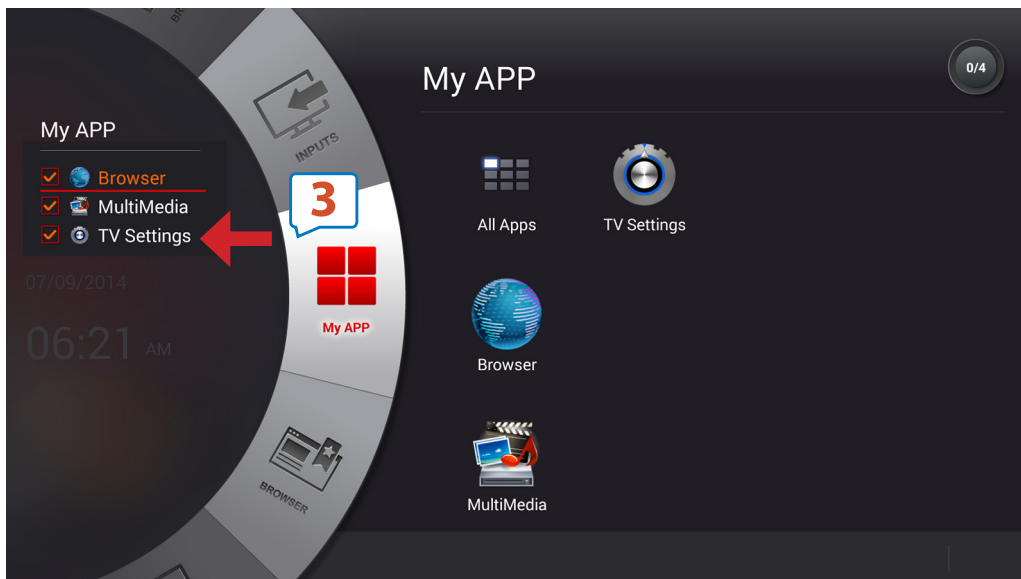 BR
My APP
Browser
MultiMedia
TV Settings
07/09/2014
06:21 AM
INPUTS
3
My APP
BROWSER
My APP
0/4
All Apps
TV Settings
Browser
MultiMedia